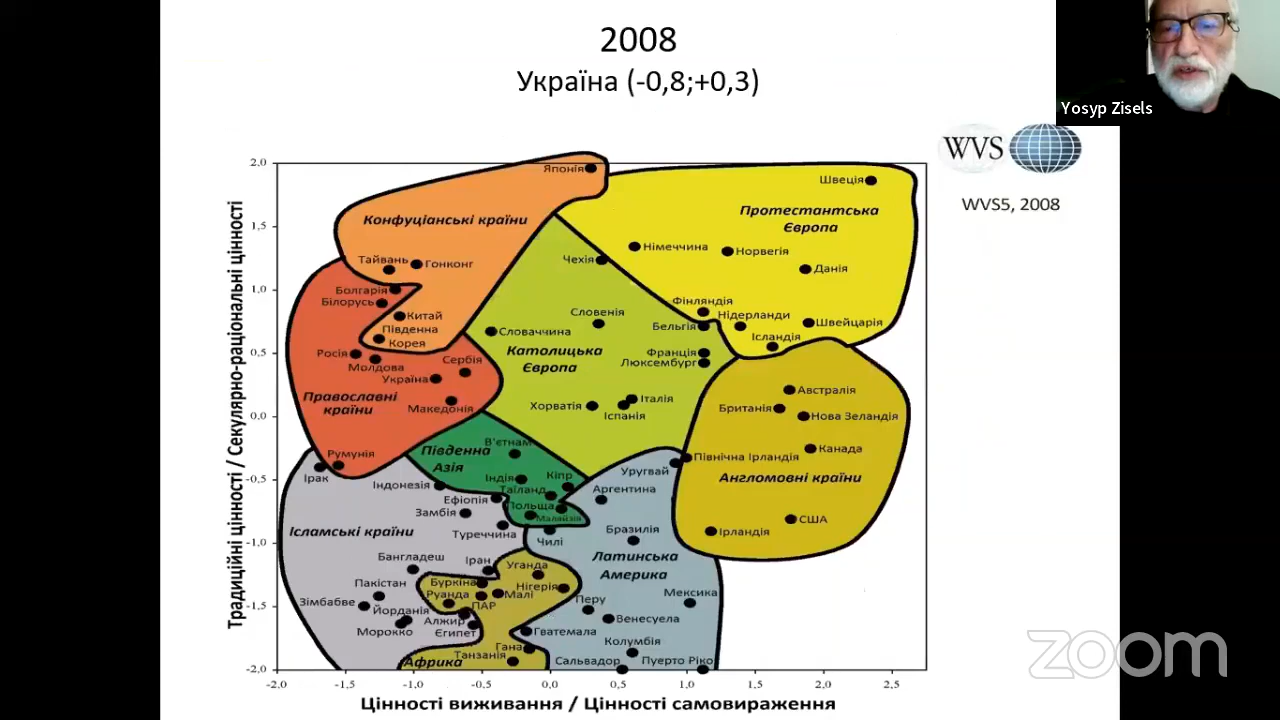 2008
Україна (-0,8;+0,3)
Yosyp Zisels
WVS
WVS5, 2008
Традиційні цінності / Секулярно-раціональні цінності
2,0
1,5
1,0
0,5
0,0
-0,5
-1,0
-1,5
-2,0
Японія
Конфуціанські країни
Тайвань
Гонконг
Болгарія
Білорусь
Китай
Південна
Корея
Росія
Молдова
Сербія
Україна
Православні
країни
Македонія
Румунія
Швеція
Протестантська
Європа
Німеччина
Норвегія
Данія
Фінляндія
Нідерланди
Швейцарія
Ісландія
Чехія
Словенія
Бельгія
Словаччина
Католицька
Європа
Франція
Люксембург
Хорватія
Італія
Іспанія
Австралія
Британія
Нова Зеландія
Канада
Північна Ірландія
Англомовні країни
США
Ірландія
В'єтнам
Південна
Азія
Індія
Кіпр
Таїланд
Польща
Малайзія
Ірак
Індонезія
Ефіопія
Замбія
Ісламські країни
Туреччина
Бангладеш
Іран
Пакістан
Зімбабве
Йорданія
Морокко
Алжир
Єгипет
Уругвай
Аргентина
Бразилія
Чилі
Латинська
Америка
Мексика
Перу
Венесуела
Гватемала
Колумбія
Сальвадор
Пуерто Ріко
Уганда
Буркіна
Нігерія
Руанда
Малі
ПАР
Гана
Танзанія
Африка
-2,0
-1,5
-1,0
-0,5
0,0
0,5
1,0
1,5
2,0
2,5
Цінності виживання / Цінності самовираження
zoom